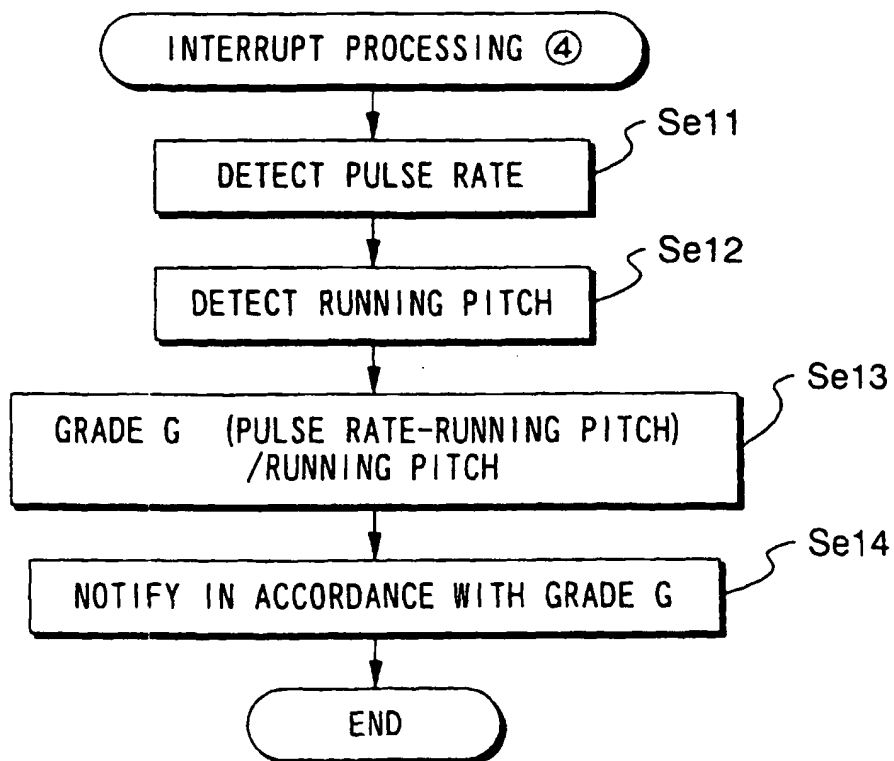 INTERRUPT PROCESSING ④
Se11
DETECT PULSE RATE
Se12
DETECT RUNNING PITCH
Se13
GRADE G (PULSE RATE-RUNNING PITCH)
/RUNNING PITCH
Se14
NOTIFY IN ACCORDANCE WITH GRADE G
END